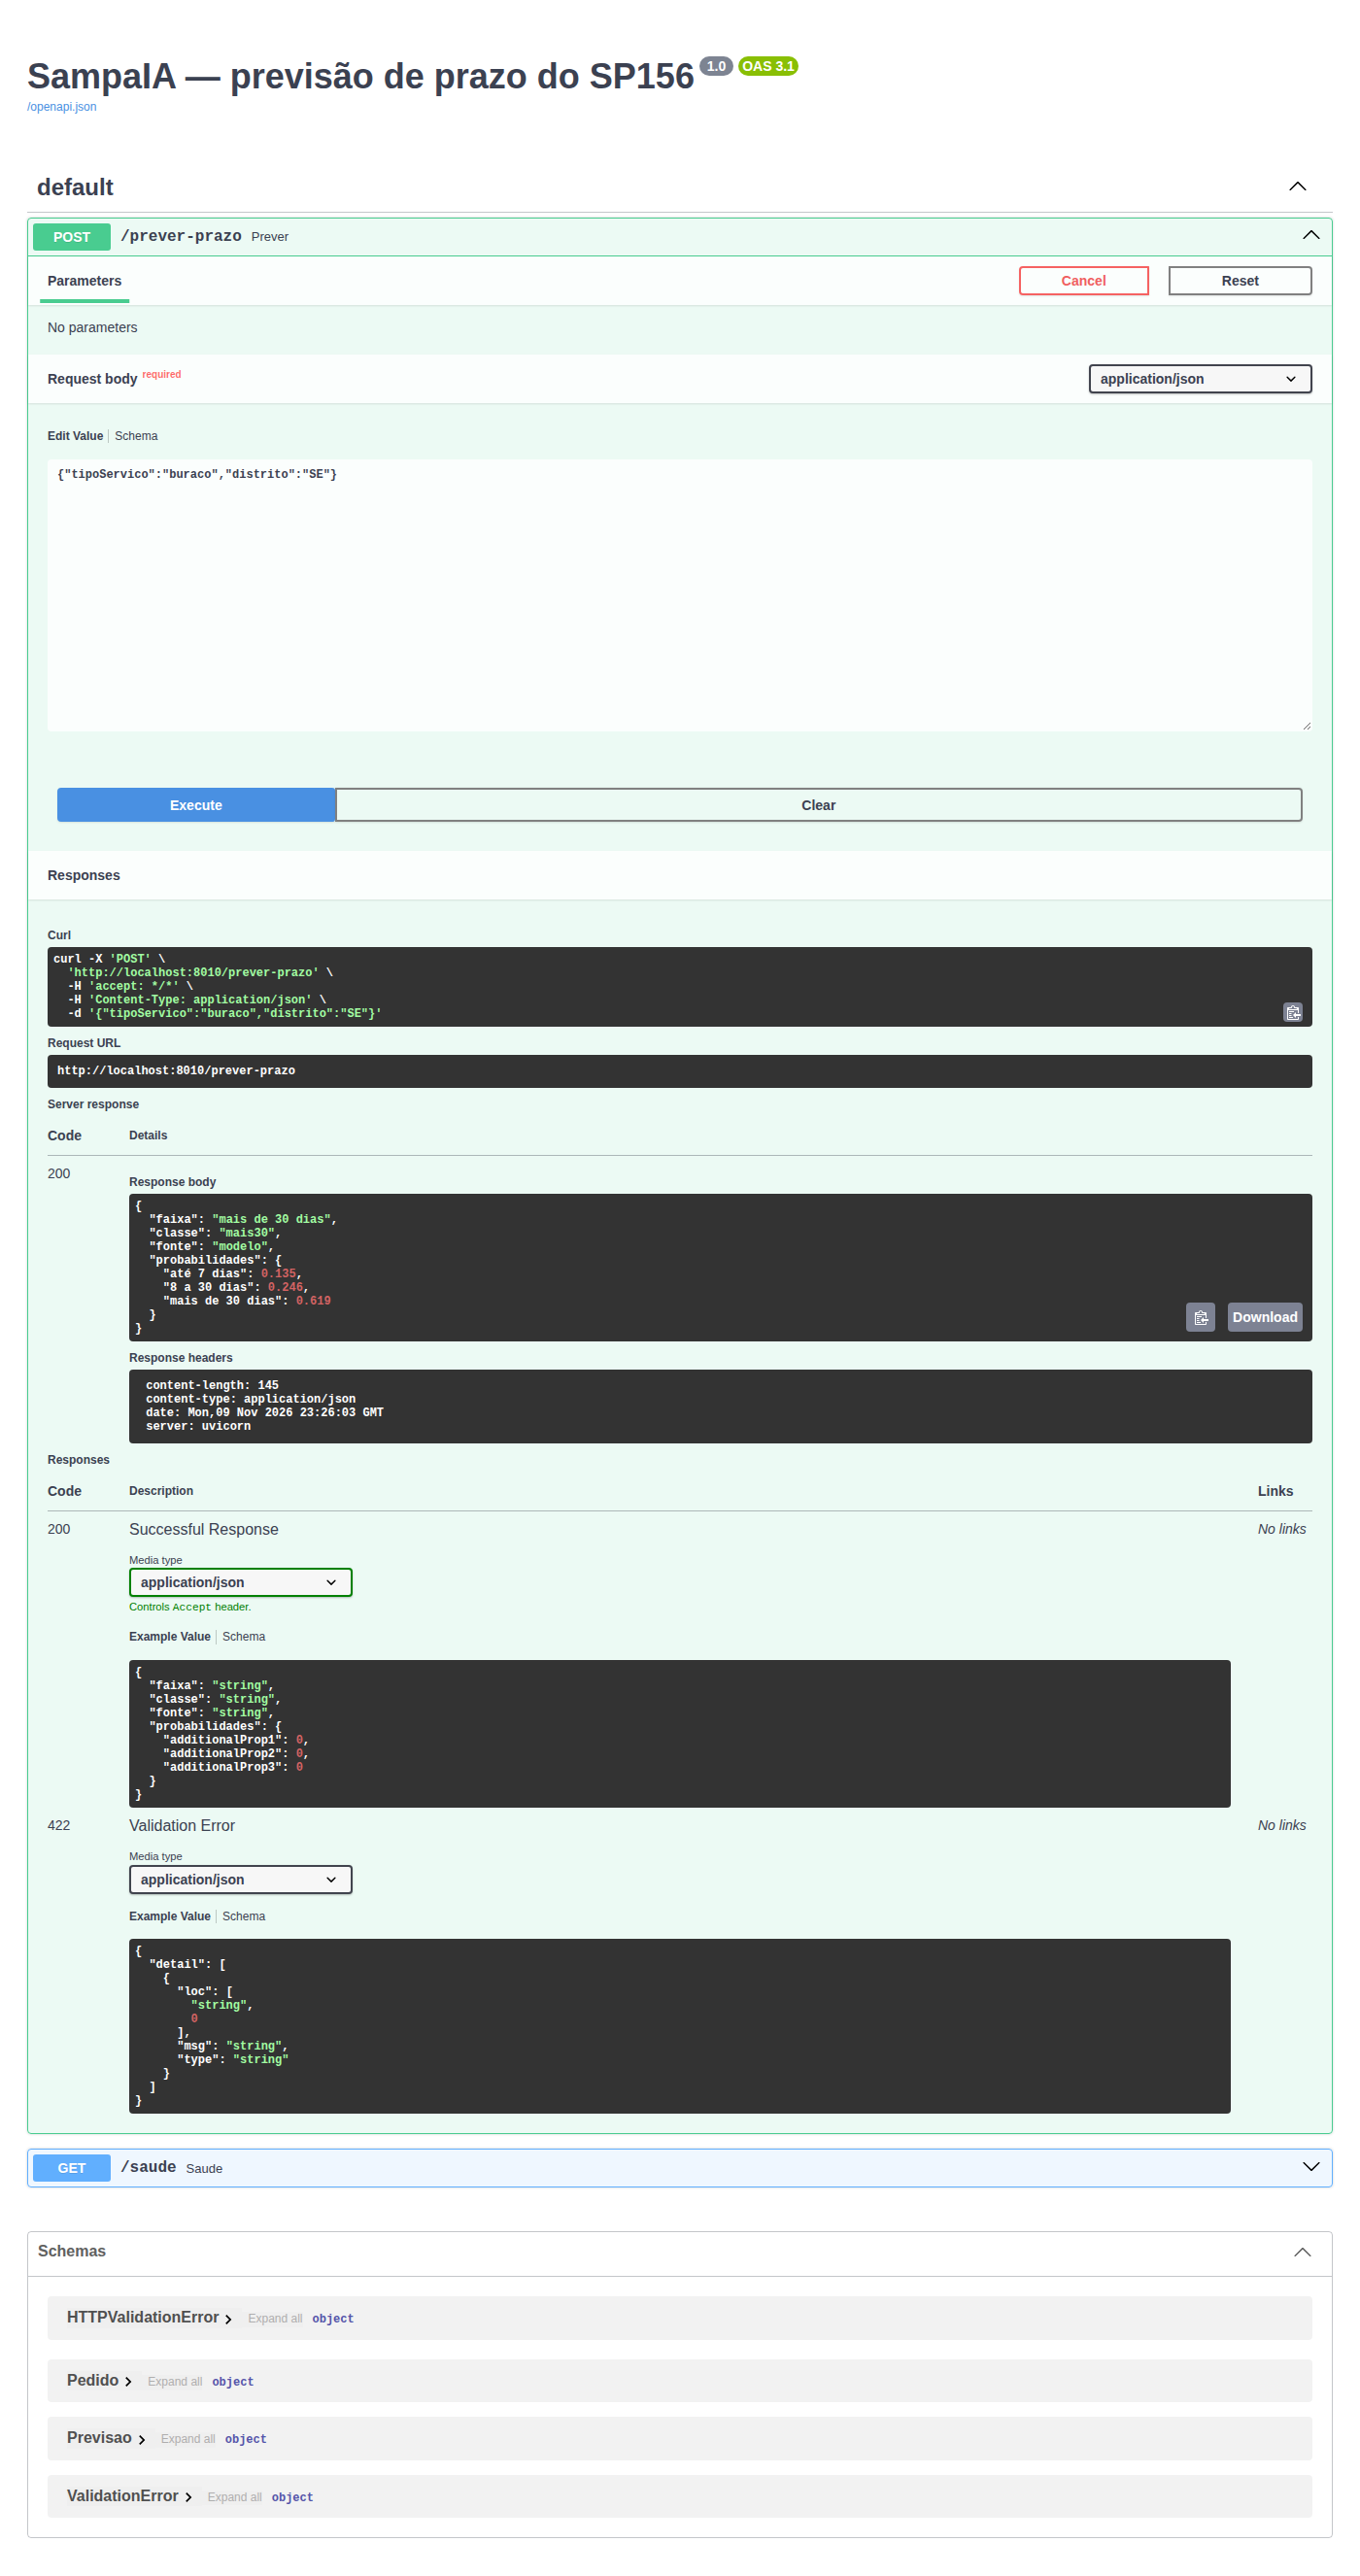 SampaIA — previsão de prazo do SP156 1.0 OAS 3.1
/openapi.json
default
POST /prever-prazo Prever
Parameters Cancel Reset
No parameters
Request body required application/json
Edit Value Schema
{"tipoServico":"buraco","distrito":"SE"}
Execute Clear
Responses
Curl
curl -X 'POST' \
'http://localhost:8010/prever-prazo' \
-H 'accept: */*' \
-H 'Content-Type: application/json' \
-d '{"tipoServico":"buraco","distrito":"SE"}'
Request URL
http://localhost:8010/prever-prazo
Server response
Code Details
200
Response body
{
"faixa": "mais de 30 dias",
"classe": "mais30",
"fonte": "modelo",
"probabilidades": {
"até 7 dias": 0.135,
"8 a 30 dias": 0.246,
"mais de 30 dias": 0.619
}
}
Download
Response headers
content-length: 145
content-type: application/json
date: Mon,09 Nov 2026 23:26:03 GMT
server: uvicorn
Responses
Code Description Links
200 Successful Response No links
Media type
application/json
Controls Accept header.
Example Value Schema
{
"faixa": "string",
"classe": "string",
"fonte": "string",
"probabilidades": {
"additionalProp1": 0,
"additionalProp2": 0,
"additionalProp3": 0
}
}
422 Validation Error No links
Media type
application/json
Example Value Schema
{
"detail": [
{
"loc": [
"string",
0
],
"msg": "string",
"type": "string"
}
]
}
GET /saude Saude
Schemas
HTTPValidationError Expand all object
Pedido Expand all object
Previsao Expand all object
ValidationError Expand all object